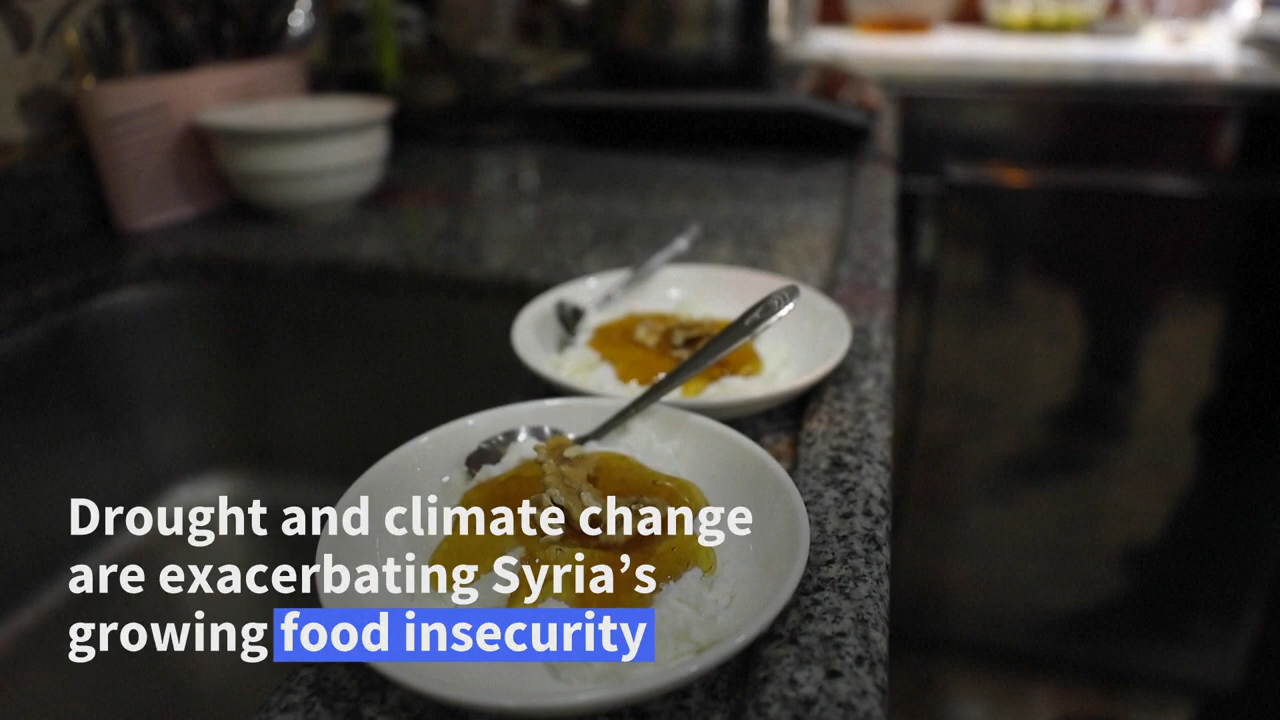 Drought and climate change
are exacerbating Syria’s
growing food insecurity